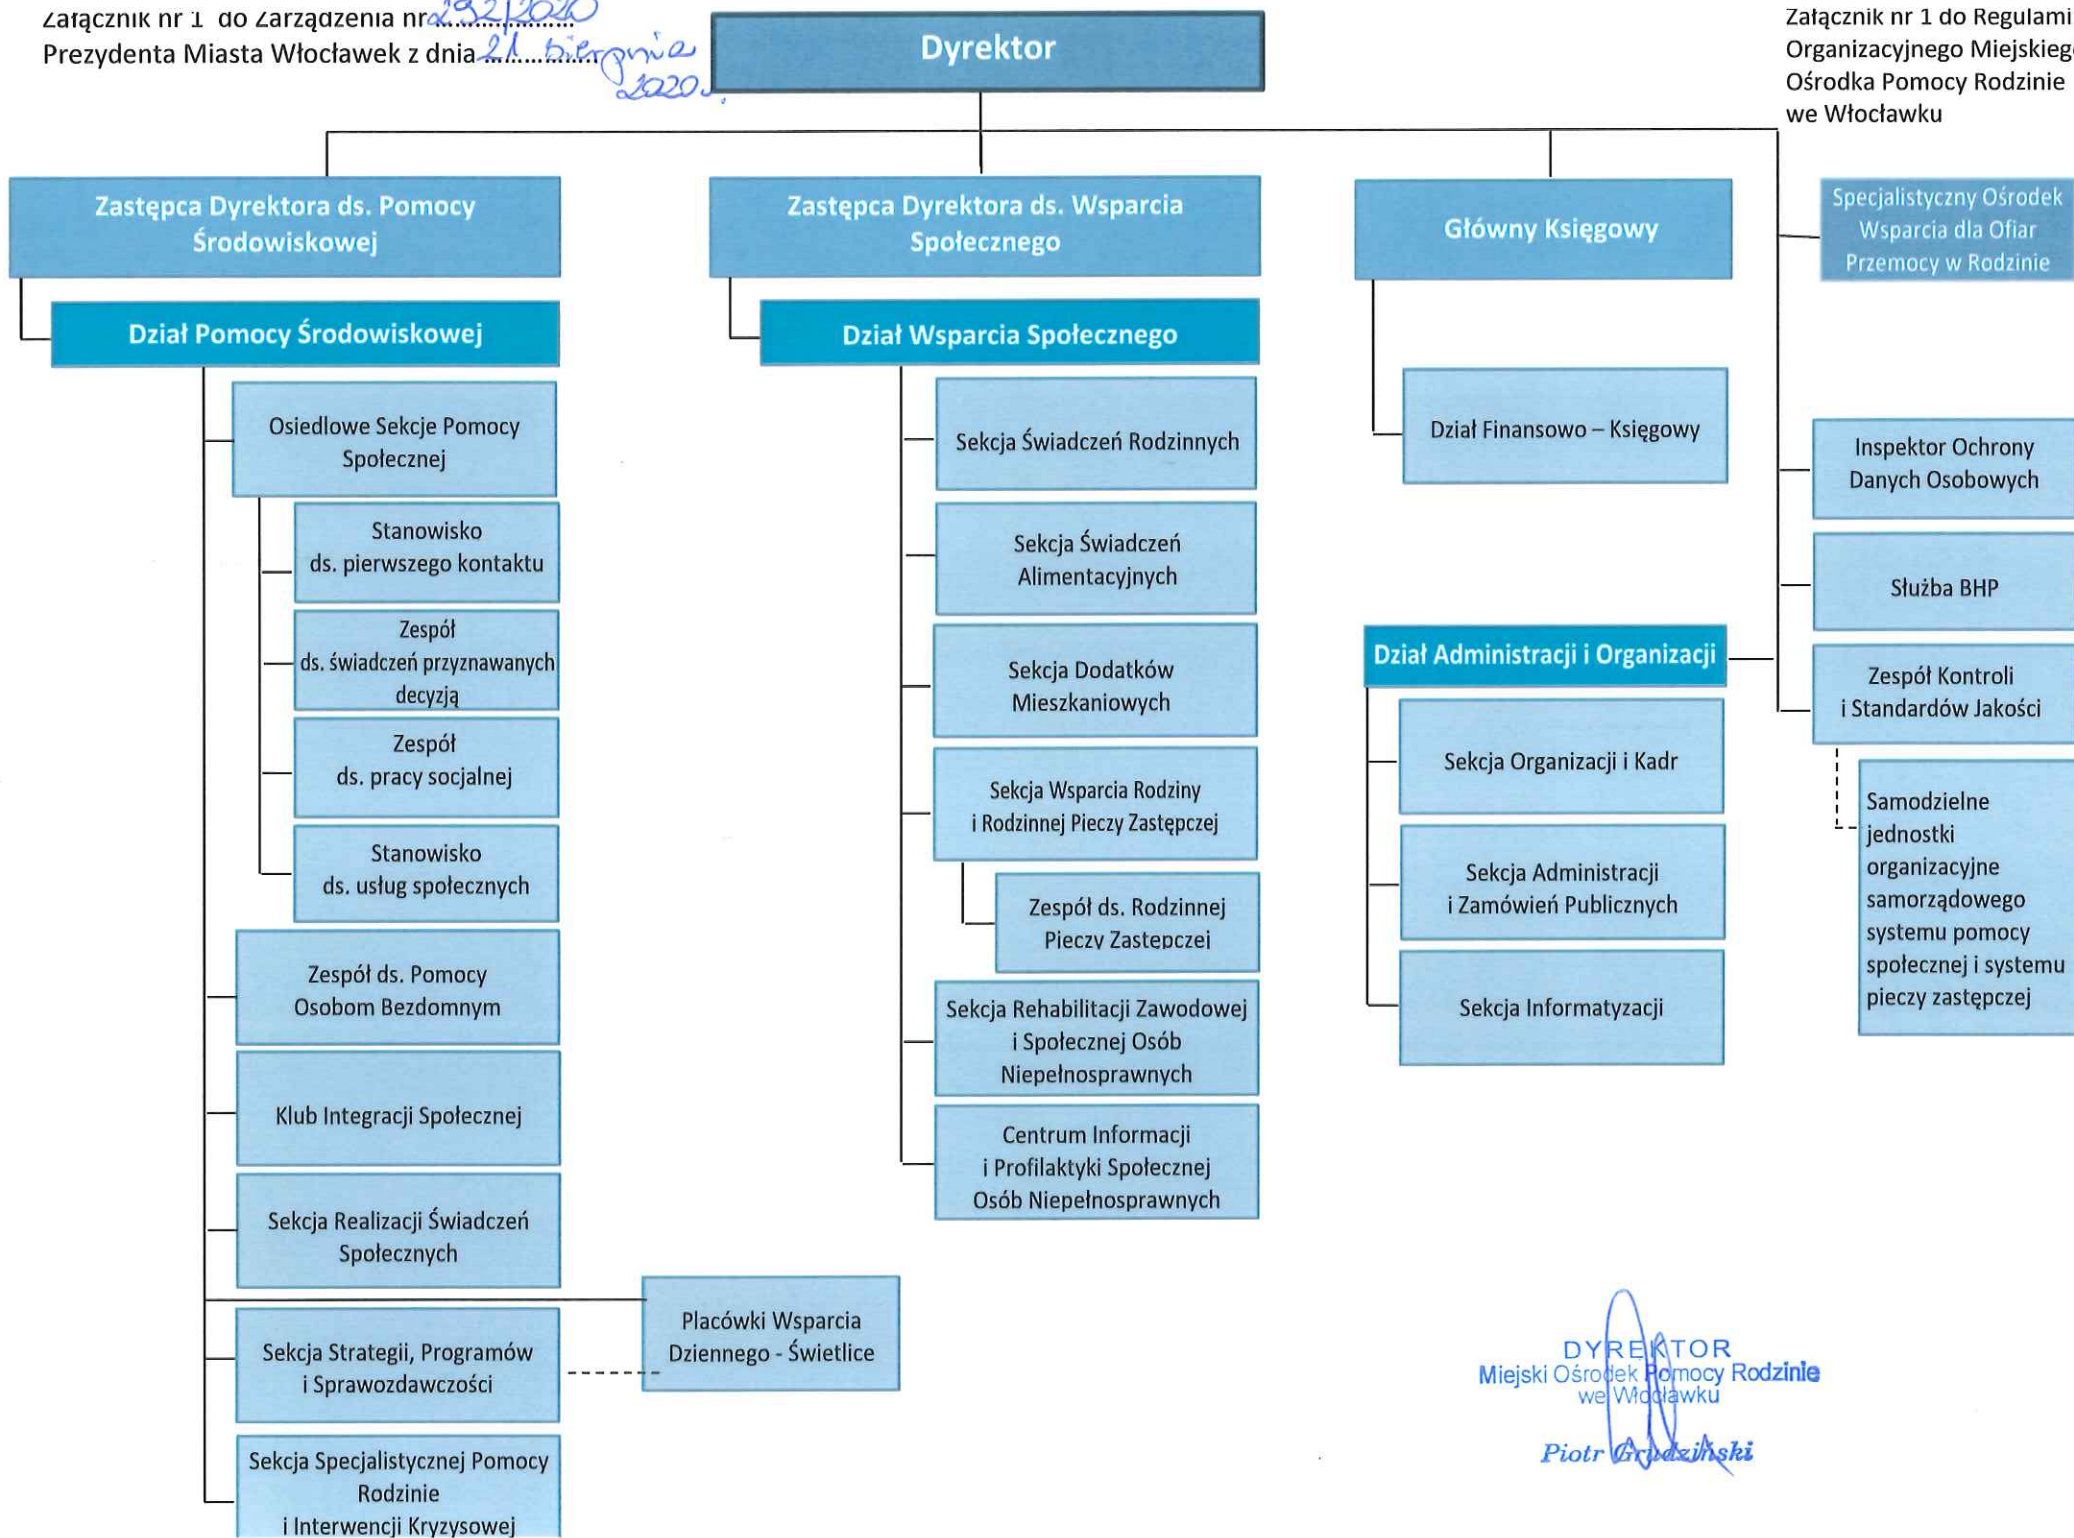 Załącznik nr 1 do Zarządzenia nr 292/2020
Prezydenta Miasta Włocławek z dnia 21 sierpnia
2020 r.
Dyrektor
Załącznik nr 1 do Regulami
Organizacyjnego Miejskiego
Ośrodka Pomocy Rodzinie
we Włocławku
Zastępca Dyrektora ds. Pomocy
Środowiskowej
Dział Pomocy Środowiskowej
Osiedlowe Sekcje Pomocy
Społecznej
Stanowisko
ds. pierwszego kontaktu
Zespół
ds. świadczeń przyznawanych
decyzją
Zespół
ds. pracy socjalnej
Stanowisko
ds. usług społecznych
Zespół ds. Pomocy
Osobom Bezdomnym
Klub Integracji Społecznej
Sekcja Realizacji Świadczeń
Społecznych
Sekcja Strategii, Programów
i Sprawozdawczości
Placówki Wsparcia
Dziennego - Świetlice
Sekcja Specjalistycznej Pomocy
Rodzinie
i Interwencji Kryzysowej
Zastępca Dyrektora ds. Wsparcia
Społecznego
Dział Wsparcia Społecznego
Sekcja Świadczeń Rodzinnych
Sekcja Świadczeń
Alimentacyjnych
Sekcja Dodatków
Mieszkaniowych
Sekcja Wsparcia Rodziny
i Rodzinnej Pieczy Zastępczej
Zespół ds. Rodzinnej
Pieczy Zastępczej
Sekcja Rehabilitacji Zawodowej
i Społecznej Osób
Niepełnosprawnych
Centrum Informacji
i Profilaktyki Społecznej
Osób Niepełnosprawnych
Główny Księgowy
Dział Finansowo – Księgowy
Dział Administracji i Organizacji
Sekcja Organizacji i Kadr
Sekcja Administracji
i Zamówień Publicznych
Sekcja Informatyzacji
Specjalistyczny Ośrodek
Wsparcia dla Ofiar
Przemocy w Rodzinie
Inspektor Ochrony
Danych Osobowych
Służba BHP
Zespół Kontroli
i Standardów Jakości
Samodzielne
jednostki
organizacyjne
samorządowego
systemu pomocy
społecznej i systemu
pieczy zastępczej
DYREKTOR
Miejski Ośrodek Pomocy Rodzinie
we Włocławku
Piotr Grudziński